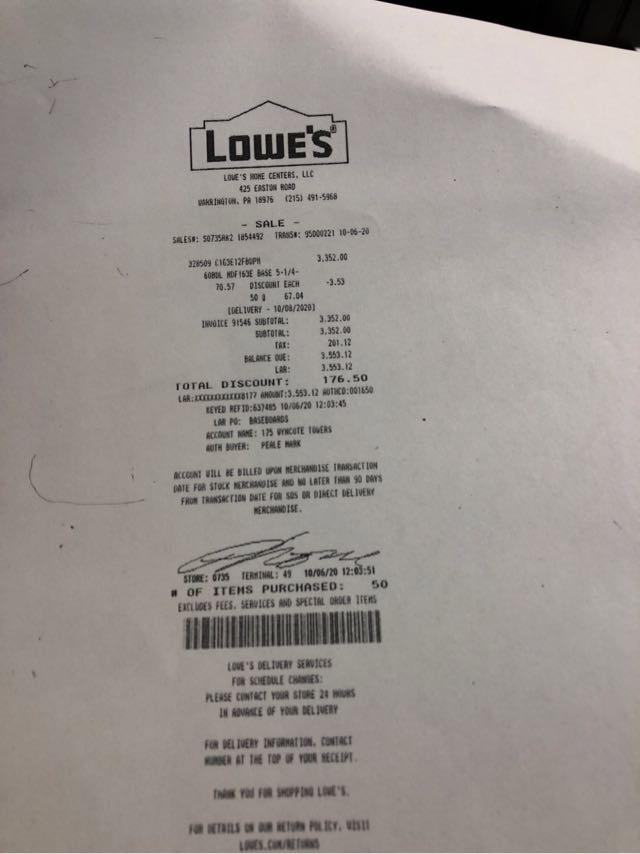 LOWE'S®
LOWE'S HOME CENTERS, LLC
425 EASTON ROAD
WARRINGTON, PA 18976 (215) 491-5968
- SALE -
SALES#: S0735RK2 1854492 TRANS#: 95000221 10-06-20
328509 C163E12FBDPM 3,352.00
60BDL MDF163E BASE 5-1/4-
70.57 DISCOUNT EACH -3.53
50 @ 67.04
[DELIVERY - 10/08/2020]
INVOICE 91546 SUBTOTAL: 3,352.00
SUBTOTAL: 3,352.00
TAX: 201.12
BALANCE DUE: 3,553.12
LAR: 3,553.12
TOTAL DISCOUNT: 176.50
LAR:XXXXXXXXXXXX8177 AMOUNT:3,553.12 AUTHCD:001650
KEYED REFID:637485 10/06/20 12:03:45
LAR PO: BASEBOARDS
ACCOUNT NAME: 175 WYNCOTE TOWERS
AUTH BUYER: PEALE MARK
ACCOUNT WILL BE BILLED UPON MERCHANDISE TRANSACTION
DATE FOR STOCK MERCHANDISE AND NO LATER THAN 90 DAYS
FROM TRANSACTION DATE FOR SOS OR DIRECT DELIVERY
MERCHANDISE.
STORE: 0735 TERMINAL: 49 10/06/20 12:03:51
# OF ITEMS PURCHASED: 50
EXCLUDES FEES, SERVICES AND SPECIAL ORDER ITEMS
LOWE'S DELIVERY SERVICES
FOR SCHEDULE CHANGES:
PLEASE CONTACT YOUR STORE 24 HOURS
IN ADVANCE OF YOUR DELIVERY
FOR DELIVERY INFORMATION, CONTACT
NUMBER AT THE TOP OF YOUR RECEIPT.
THANK YOU FOR SHOPPING LOWE'S.
FOR DETAILS ON OUR RETURN POLICY, VISIT
LOWES.COM/RETURNS